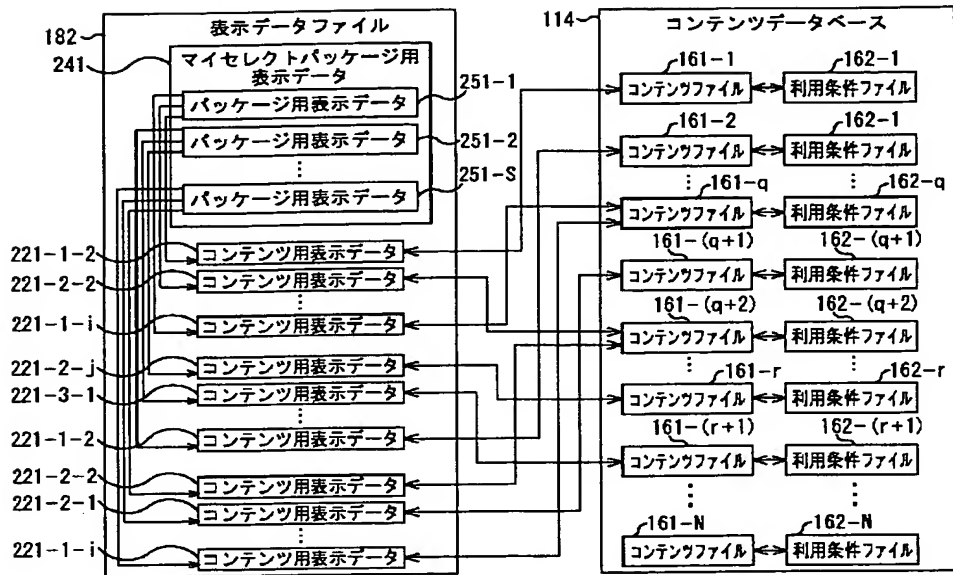 182
表示データファイル
241
マイセレクトパッケージ用
表示データ
パッケージ用表示データ
251-1
パッケージ用表示データ
251-2
パッケージ用表示データ
251-S
221-1-2
コンテンツ用表示データ
221-2-2
コンテンツ用表示データ
221-1-i
コンテンツ用表示データ
221-2-j
コンテンツ用表示データ
221-3-1
コンテンツ用表示データ
221-1-2
コンテンツ用表示データ
221-2-2
コンテンツ用表示データ
221-2-1
コンテンツ用表示データ
221-1-i
コンテンツ用表示データ
114
コンテンツデータベース
161-1
162-1
コンテンツファイル
利用条件ファイル
161-2
162-1
コンテンツファイル
利用条件ファイル
161-q
162-q
コンテンツファイル
利用条件ファイル
161-(q+1)
162-(q+1)
コンテンツファイル
利用条件ファイル
161-(q+2)
162-(q+2)
コンテンツファイル
利用条件ファイル
161-r
162-r
コンテンツファイル
利用条件ファイル
161-(r+1)
162-(r+1)
コンテンツファイル
利用条件ファイル
161-N
162-N
コンテンツファイル
利用条件ファイル